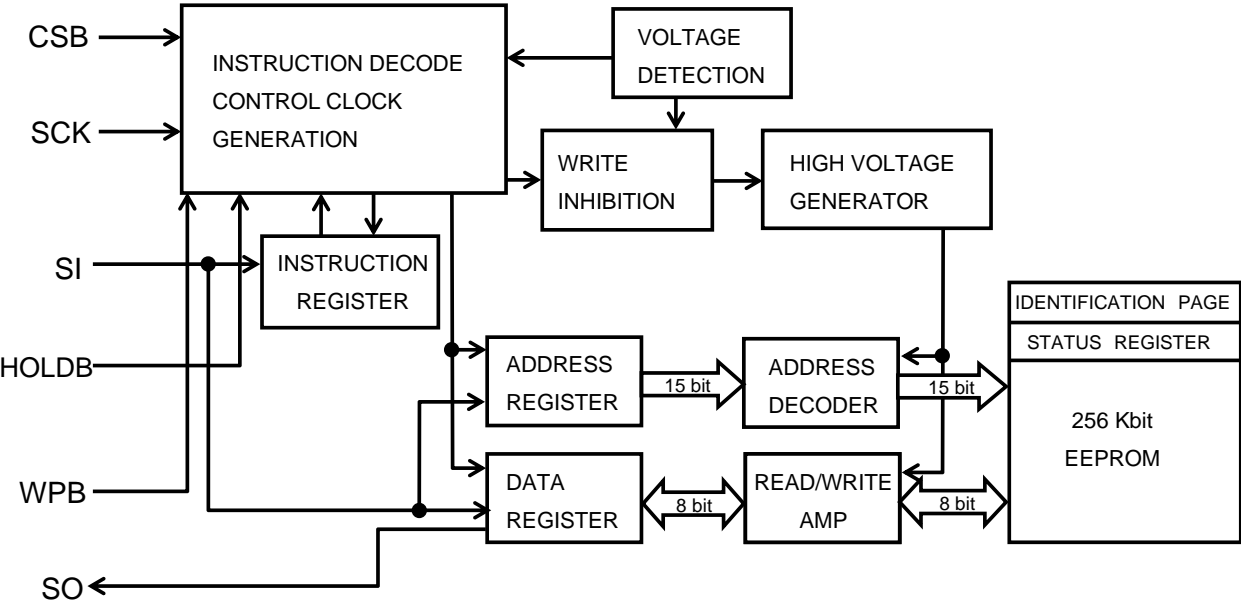 CSB
SCK
SI
HOLDB
WPB
SO
INSTRUCTION DECODE
CONTROL CLOCK
GENERATION
VOLTAGE
DETECTION
WRITE
INHIBITION
HIGH VOLTAGE
GENERATOR
INSTRUCTION
REGISTER
ADDRESS
REGISTER
15 bit
ADDRESS
DECODER
15 bit
DATA
REGISTER
8 bit
READ/WRITE
AMP
8 bit
IDENTIFICATION PAGE
STATUS REGISTER
256 Kbit
EEPROM